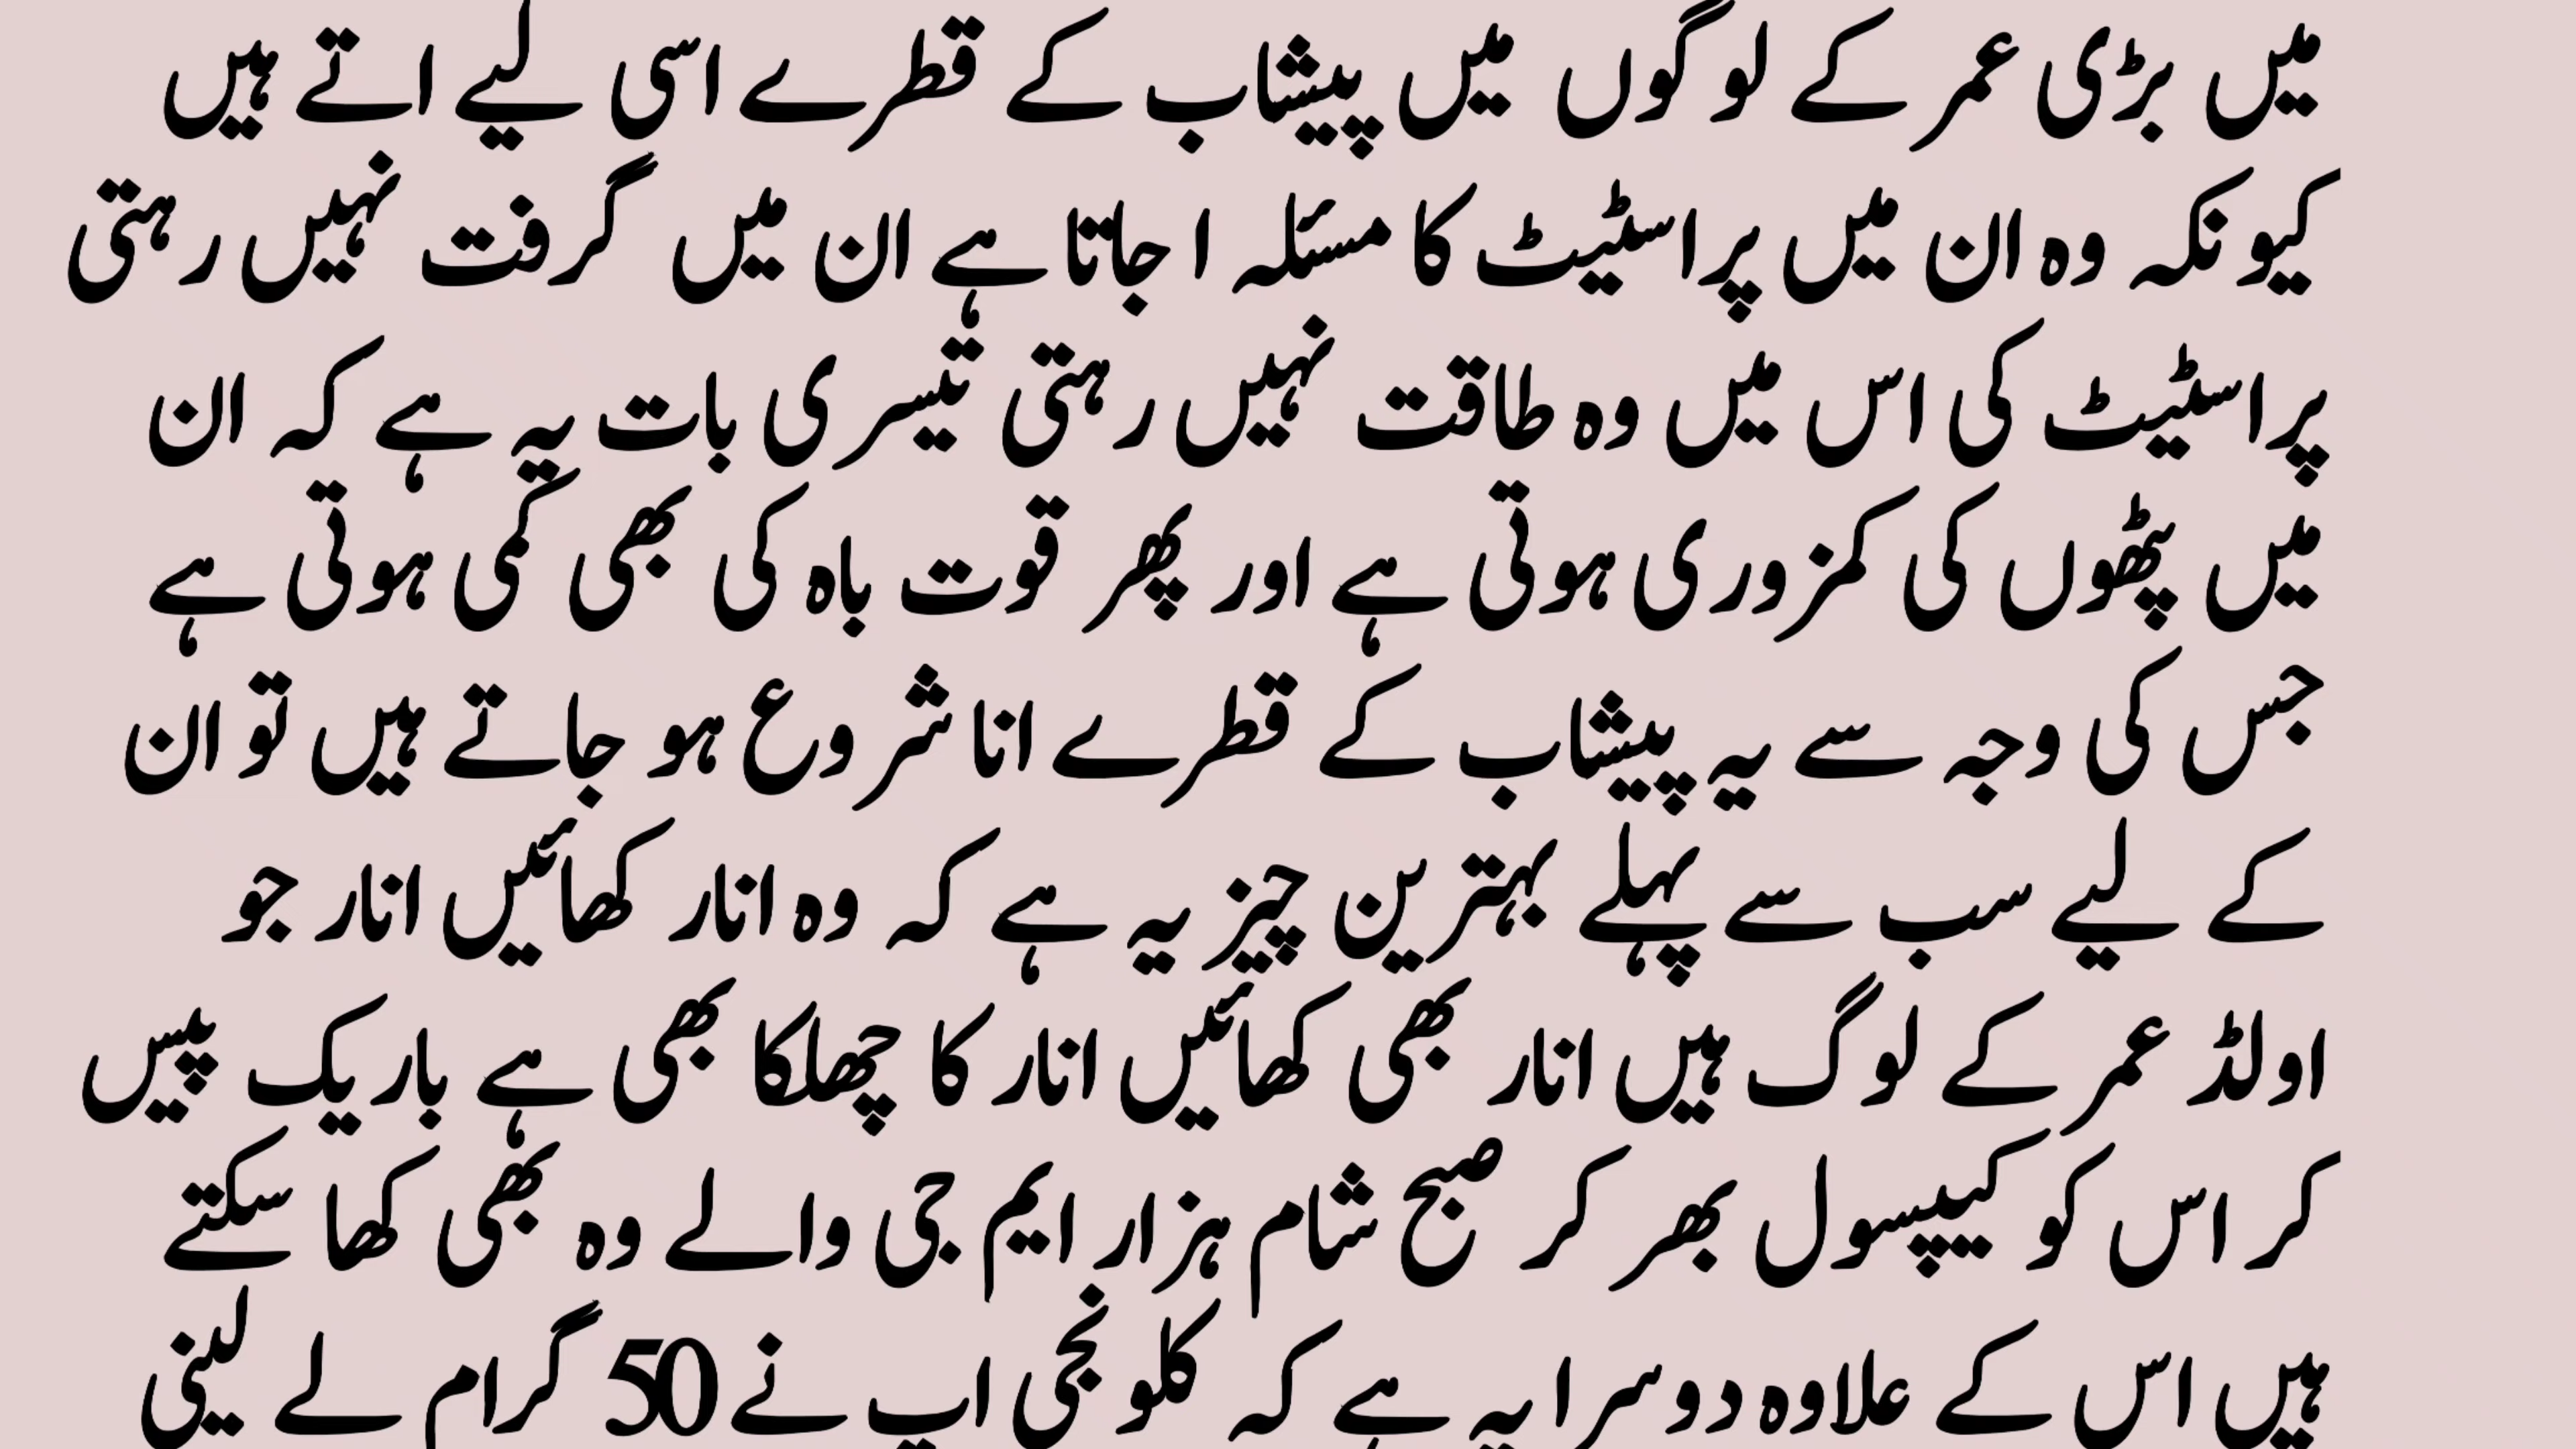 میں بڑی عمر کے لوگوں میں پیشاب کے قطرے اسی لیے اتے ہیں
کیونکہ وہ ان میں پراسٹیٹ کا مسئلہ ا جاتا ہے ان میں گرفت نہیں رہتی
پراسٹیٹ کی اس میں وہ طاقت نہیں رہتی تیسری بات یہ ہے کہ ان
میں پٹھوں کی کمزوری ہوتی ہے اور پھر قوت باہ کی بھی کمی ہوتی ہے
جس کی وجہ سے یہ پیشاب کے قطرے انا شروع ہو جاتے ہیں تو ان
کے لیے سب سے پہلے بہترین چیز یہ ہے کہ وہ انار کھائیں انار جو
اولڈ عمر کے لوگ ہیں انار بھی کھائیں انار کا چھلکا بھی ہے باریک پیس
کر اس کو کیپسول بھر کر صبح شام ہزار ایم جی والے وہ بھی کھا سکتے
ہیں اس کے علاوہ دوسرا یہ ہے کہ کلونجی اپ نے 50 گرام لے لینی